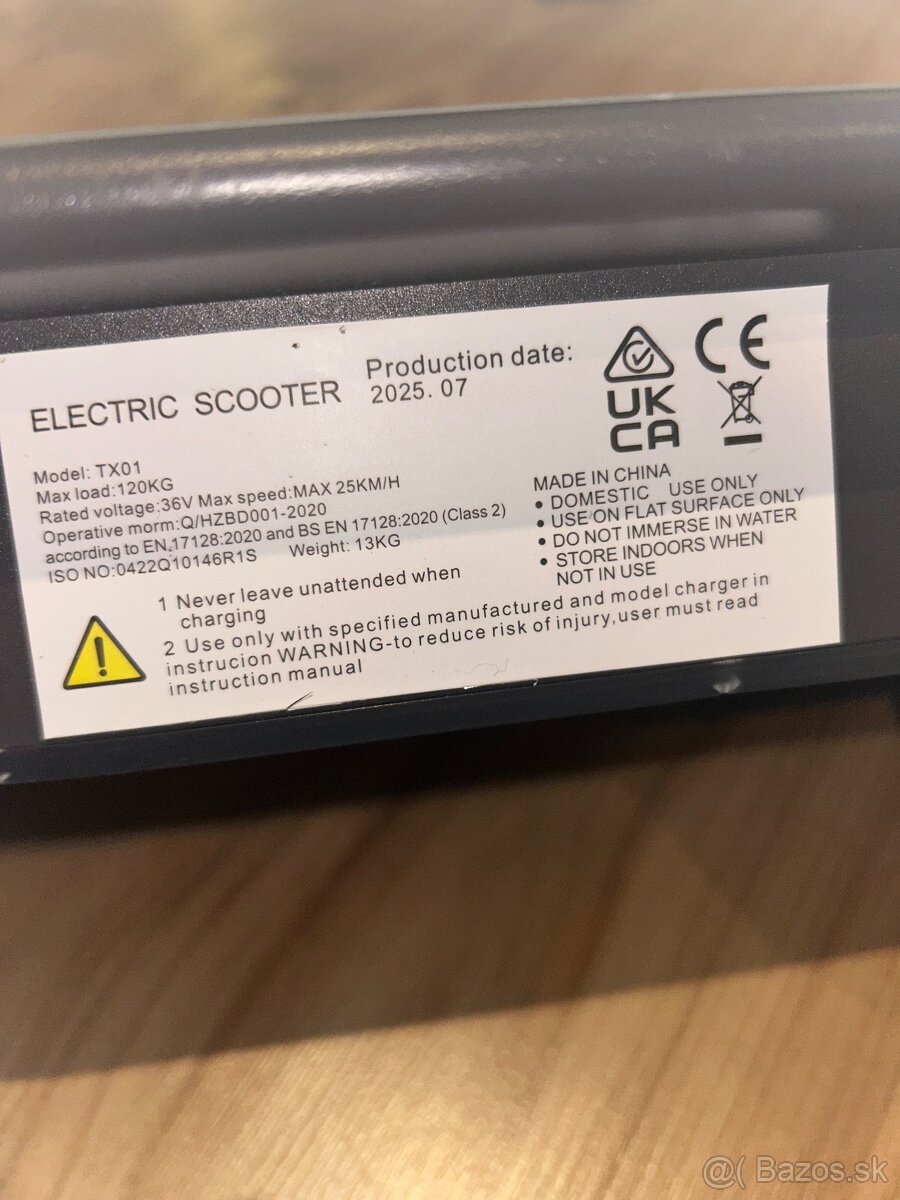 ELECTRIC SCOOTER
Production date:
2025. 07
Model: TX01
Max load:120KG
Rated voltage:36V Max speed:MAX 25KM/H
Operative morm:Q/HZBD001-2020
according to EN.17128:2020 and BS EN 17128:2020 (Class 2)
ISO NO:0422Q10146R1S Weight: 13KG
CE
UK
CA
MADE IN CHINA
• DOMESTIC USE ONLY
• USE ON FLAT SURFACE ONLY
• DO NOT IMMERSE IN WATER
• STORE INDOORS WHEN
NOT IN USE
1 Never leave unattended when
charging
2 Use only with specified manufactured and model charger in
instrucion WARNING-to reduce risk of injury,user must read
instruction manual
@( Bazos.sk